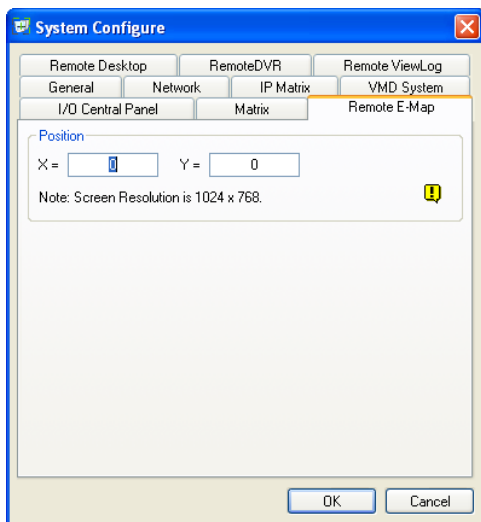 System Configure
Remote Desktop RemoteDVR Remote ViewLog
General Network IP Matrix VMD System
I/O Central Panel Matrix Remote E-Map
Position
X = 0 Y = 0
Note: Screen Resolution is 1024 x 768.
OK Cancel